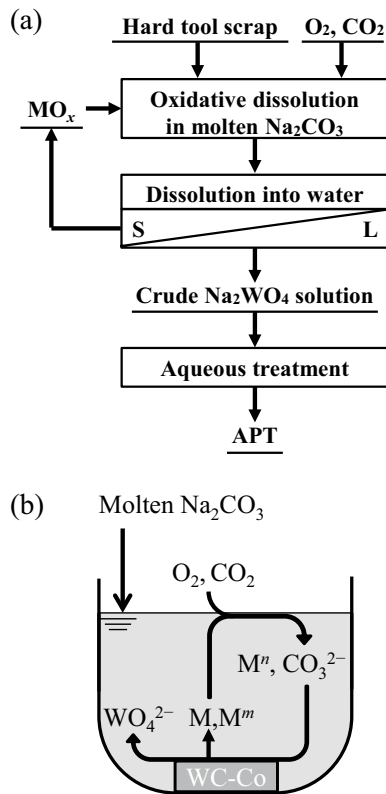 (a)
Hard tool scrap
O₂, CO₂
MOₓ
Oxidative dissolution
in molten Na₂CO₃
Dissolution into water
S
L
Crude Na₂WO₄ solution
Aqueous treatment
APT
(b)
Molten Na₂CO₃
O₂, CO₂
Mⁿ, CO₃²⁻
WO₄²⁻
M,Mᵐ
WC-Co